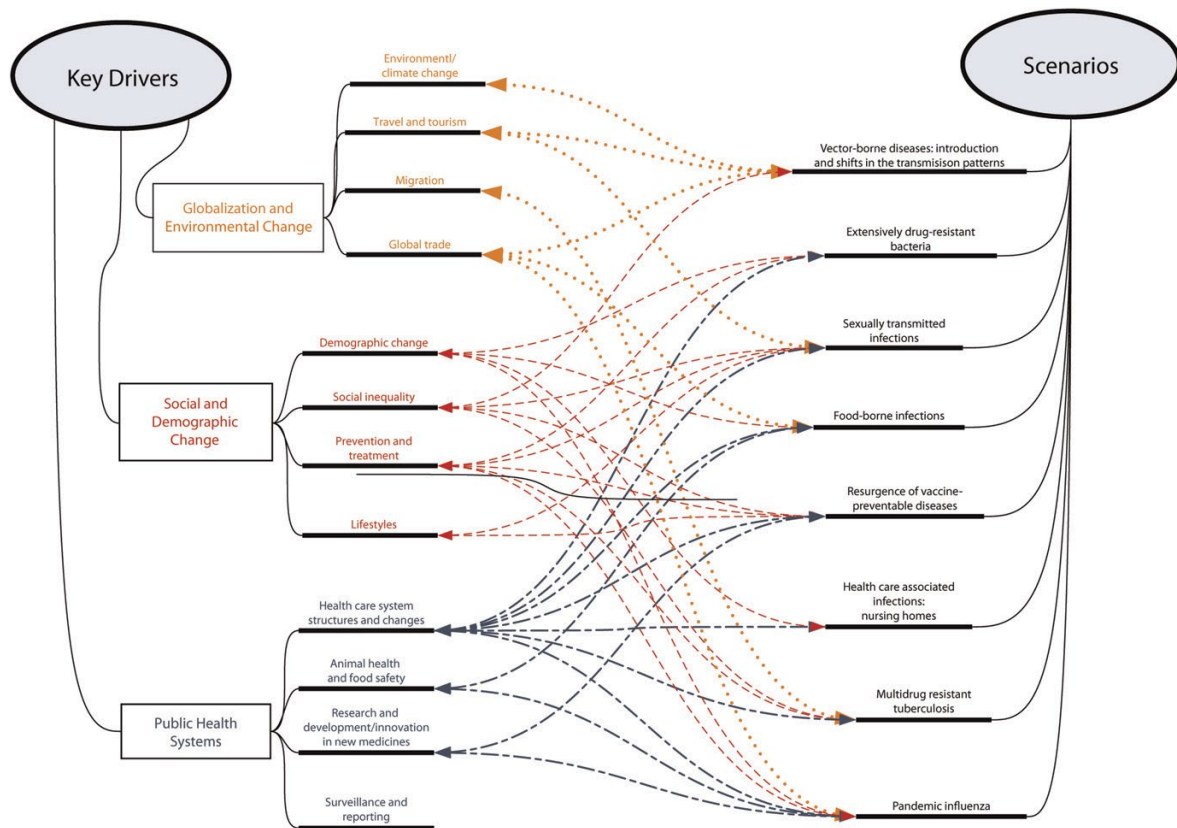 Key Drivers
Scenarios
Globalization and
Environmental Change
Environmentl/
climate change
Travel and tourism
Migration
Global trade
Social and
Demographic
Change
Demographic change
Social inequality
Prevention and
treatment
Lifestyles
Public Health
Systems
Health care system
structures and changes
Animal health
and food safety
Research and
development/innovation
in new medicines
Surveillance and
reporting
Vector-borne diseases: introduction
and shifts in the transmisison patterns
Extensively drug-resistant
bacteria
Sexually transmitted
infections
Food-borne infections
Resurgence of vaccine-
preventable diseases
Health care associated
infections:
nursing homes
Multidrug resistant
tuberculosis
Pandemic influenza